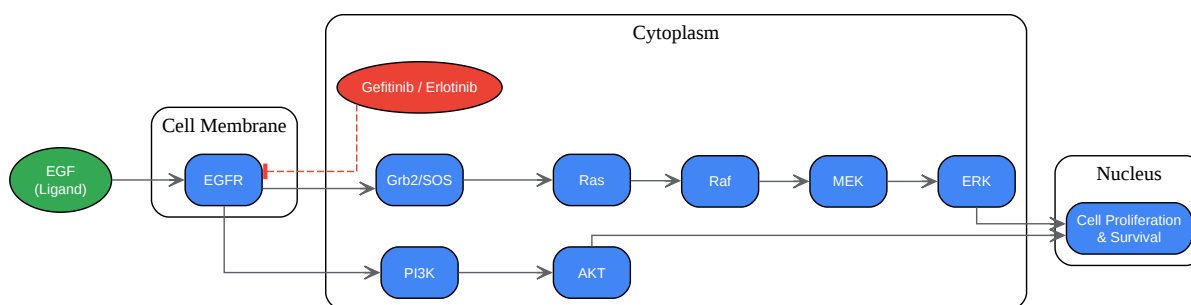 Cytoplasm
Gefitinib / Erlotinib
Cell Membrane
EGF
(Ligand)
EGFR
Grb2/SOS
Ras
Raf
MEK
ERK
Nucleus
Cell Proliferation
& Survival
PI3K
AKT